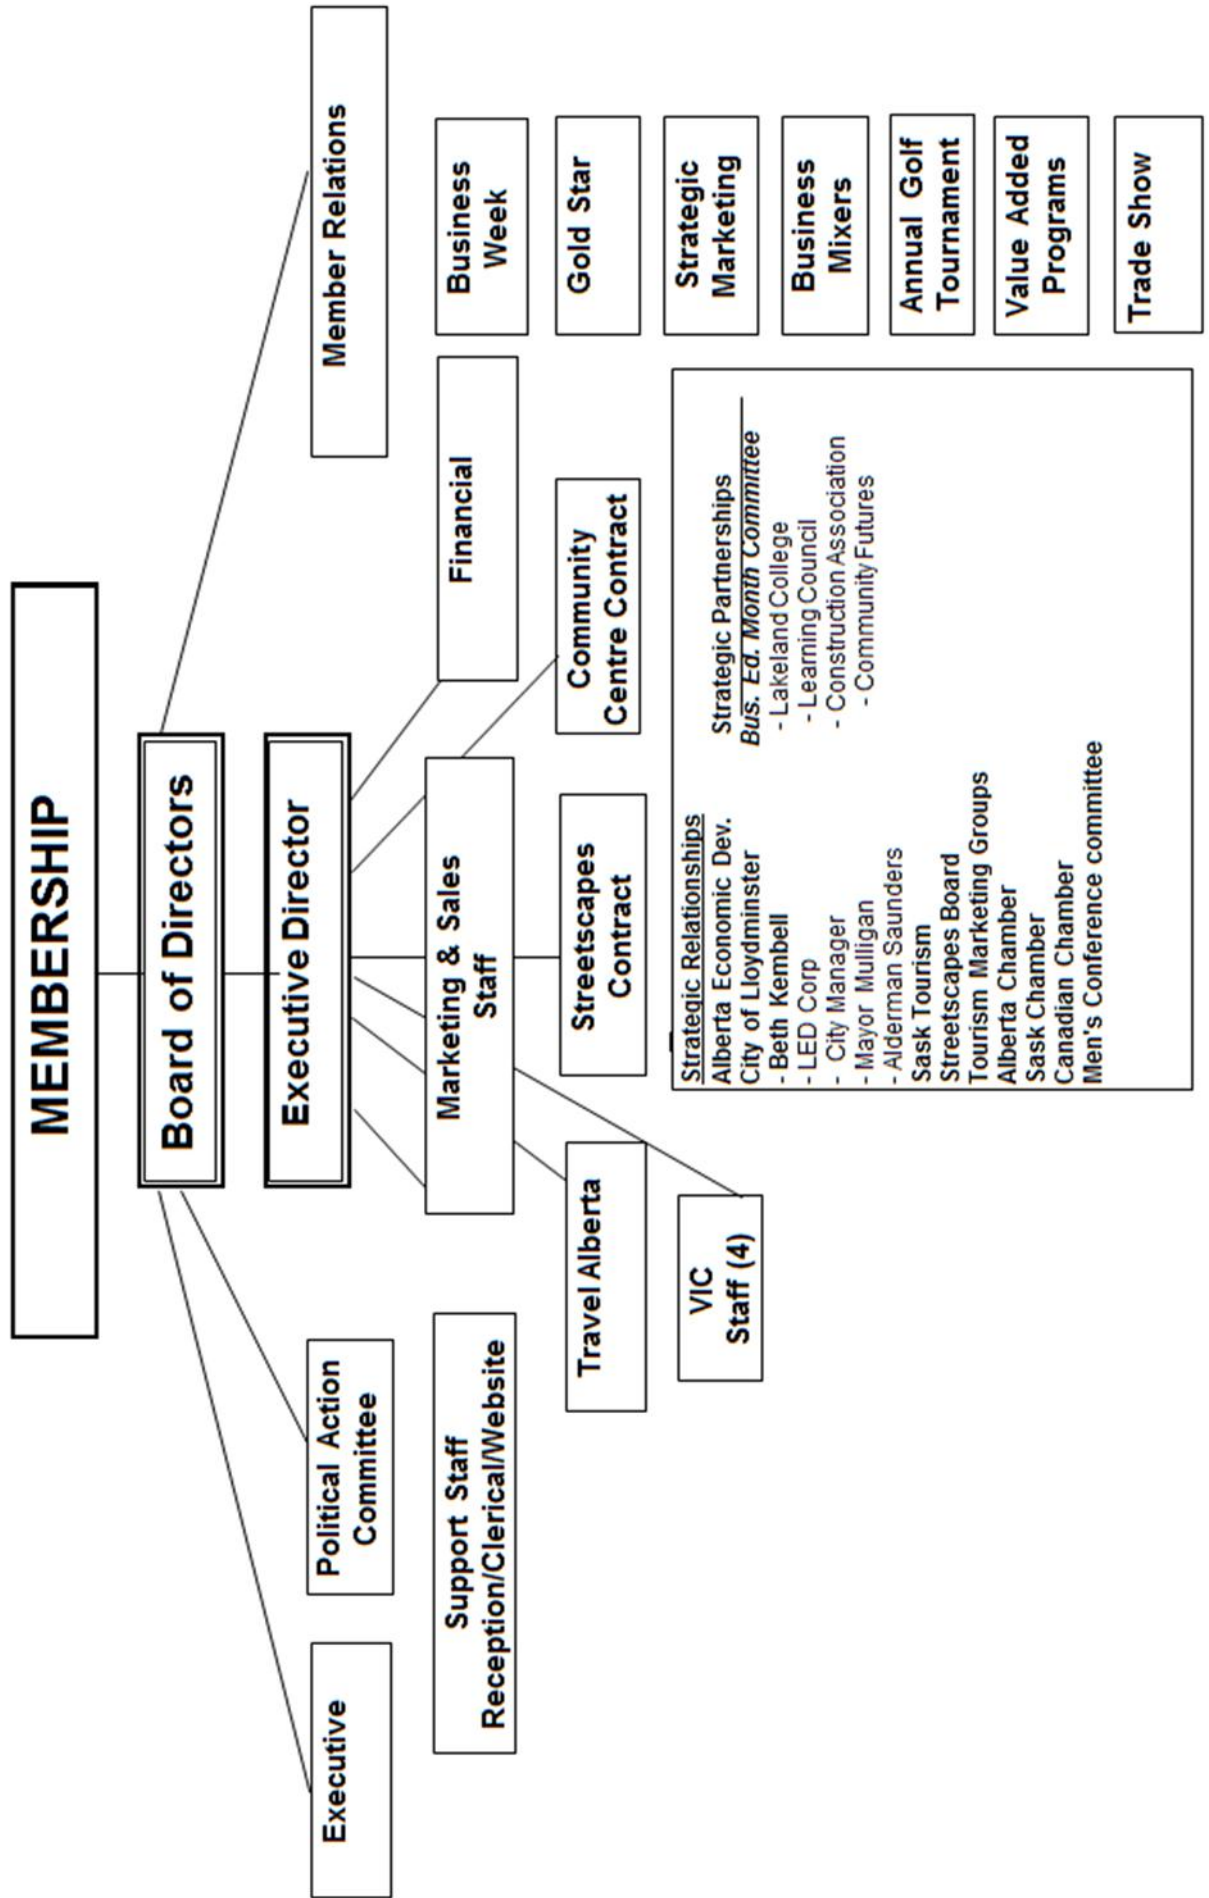 MEMBERSHIP
Board of Directors
Executive Director
Executive
Political Action
Committee
Member Relations
Support Staff
Reception/Clerical/Website
Marketing & Sales
Staff
Financial
Business
Week
Travel Alberta
Streetscapes
Contract
Community
Centre Contract
Gold Star
VIC
Staff (4)
Strategic
Marketing
Business
Mixers
Annual Golf
Tournament
Value Added
Programs
Trade Show
Strategic Relationships
Alberta Economic Dev.
City of Lloydminster
- Beth Kembell
- LED Corp
- City Manager
- Mayor Mulligan
- Alderman Saunders
Sask Tourism
Streetscapes Board
Tourism Marketing Groups
Alberta Chamber
Sask Chamber
Canadian Chamber
Men's Conference committee
Strategic Partnerships
Bus. Ed. Month Committee
- Lakeland College
- Learning Council
- Construction Association
- Community Futures